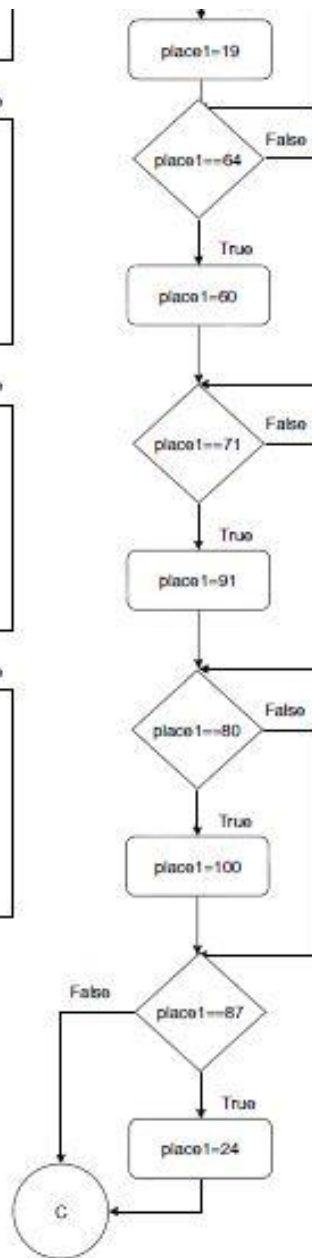 place1=19
place1==64
False
True
place1=60
place1==71
False
True
place1=91
place1==80
False
True
place1=100
False
place1==87
True
place1=24
C